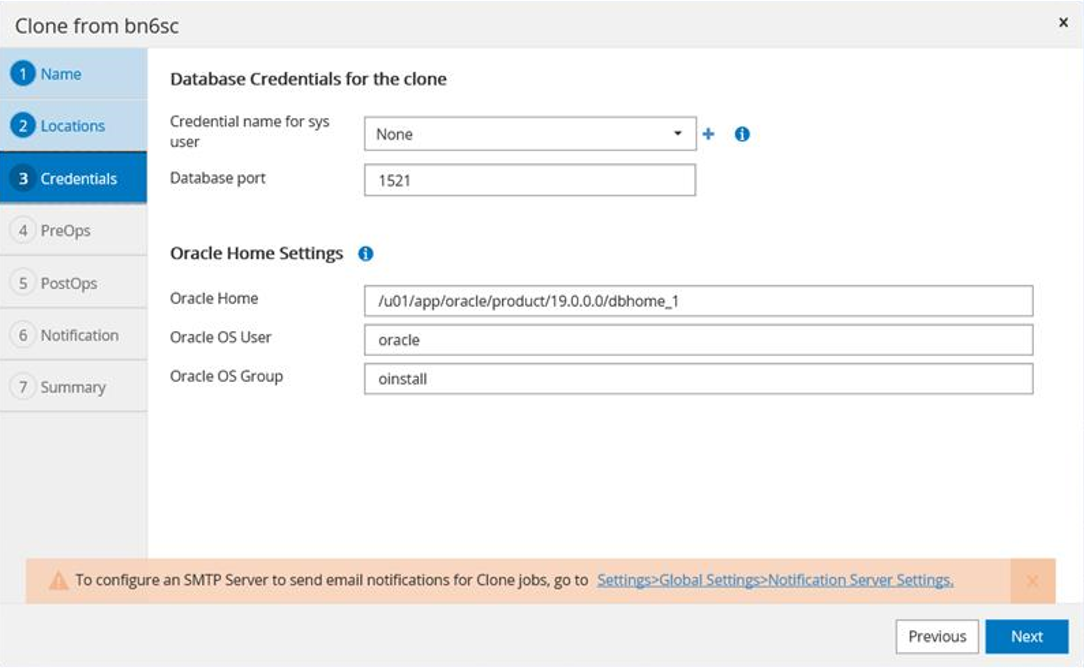 Clone from bn6sc
x
1 Name
2 Locations
3 Credentials
4 PreOps
5 PostOps
6 Notification
7 Summary
Database Credentials for the clone
Credential name for sys
user
None
+
i
Database port
1521
Oracle Home Settings
i
Oracle Home
/u01/app/oracle/product/19.0.0.0/dbhome_1
Oracle OS User
oracle
Oracle OS Group
oinstall
To configure an SMTP Server to send email notifications for Clone jobs, go to Settings>Global Settings>Notification Server Settings.
x
Previous
Next